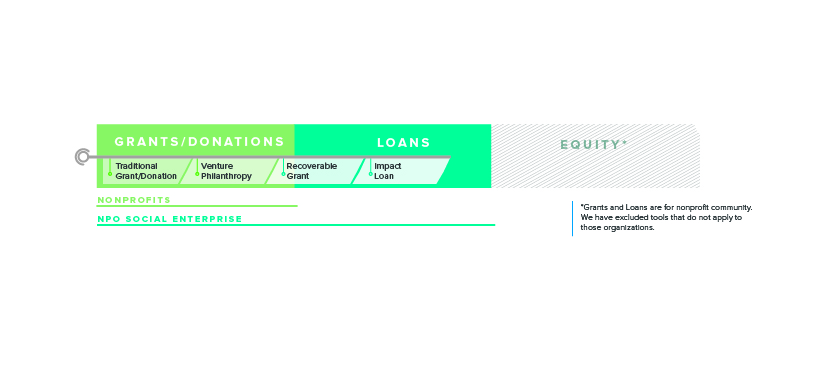 GRANTS/DONATIONS
LOANS
EQUITY*
Traditional
Grant/Donation
Venture
Philanthropy
Recoverable
Grant
Impact
Loan
NONPROFITS
NPO SOCIAL ENTERPRISE
*Grants and Loans are for nonprofit community.
We have excluded tools that do not apply to
those organizations.